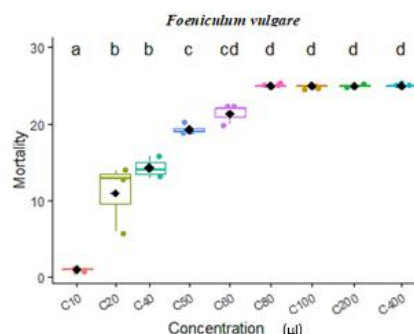 Foeniculum vulgare
a b b c cd d d d d
30
20
10
0
Mortality
C10 C20 C40 C50 C60 C80 C100 C200 C400
Concentration (µl)